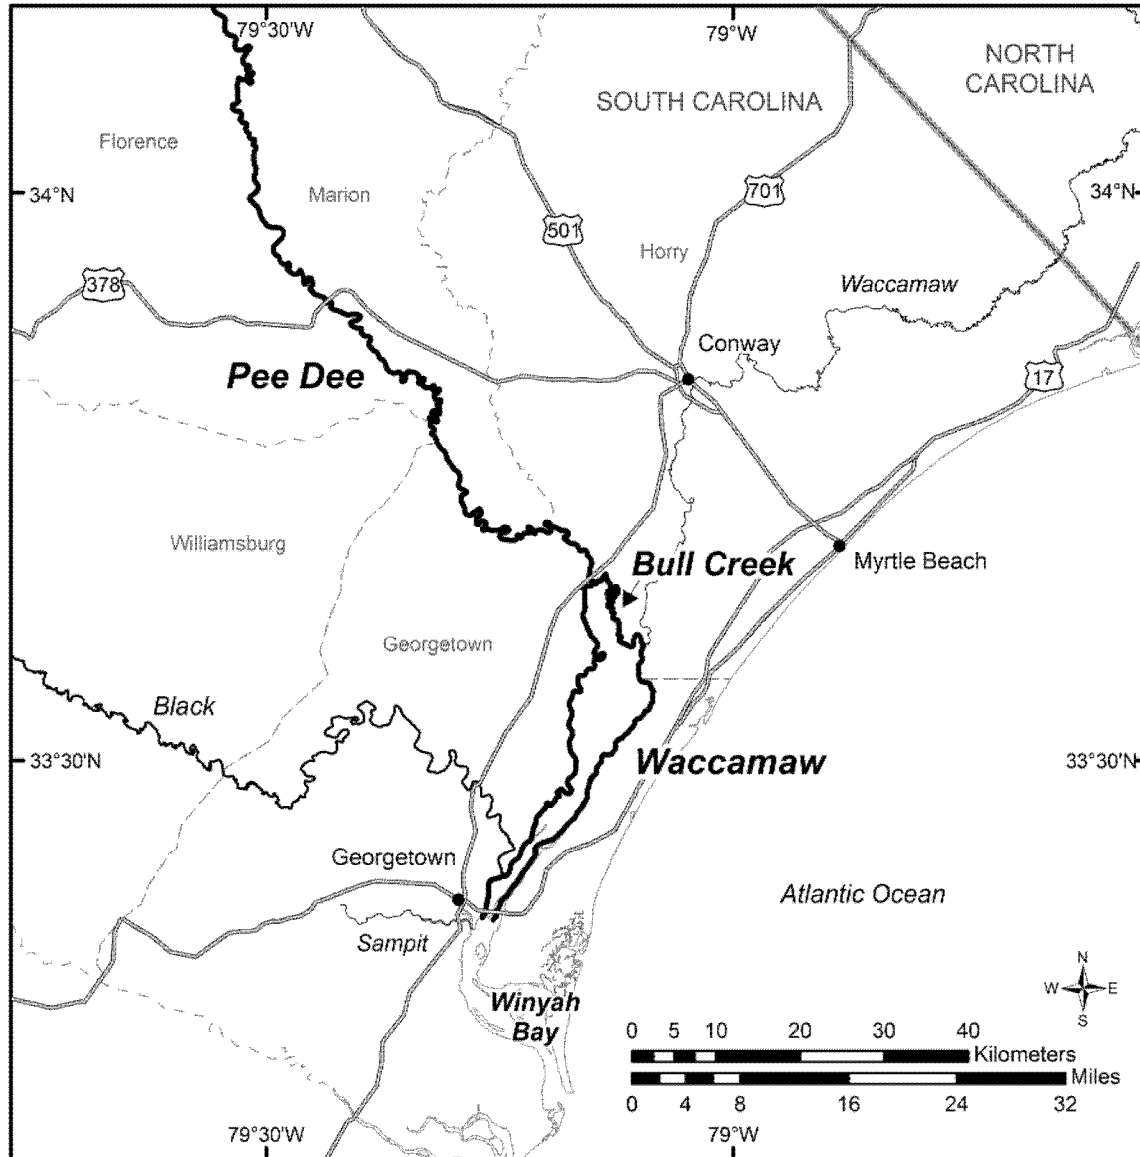 79°30'W
79°W
NORTH
CAROLINA
SOUTH CAROLINA
Florence
34°N
Marion
701
34°N
501
Horry
378
Waccamaw
Conway
Pee Dee
17
Williamsburg
Bull Creek
Myrtle Beach
Georgetown
Black
Waccamaw
33°30'N
33°30'N
Georgetown
Atlantic Ocean
Sampit
N
W E
S
Winyah
Bay
0 5 10 20 30 40
Kilometers
Miles
0 4 8 16 24 32
79°30'W
79°W